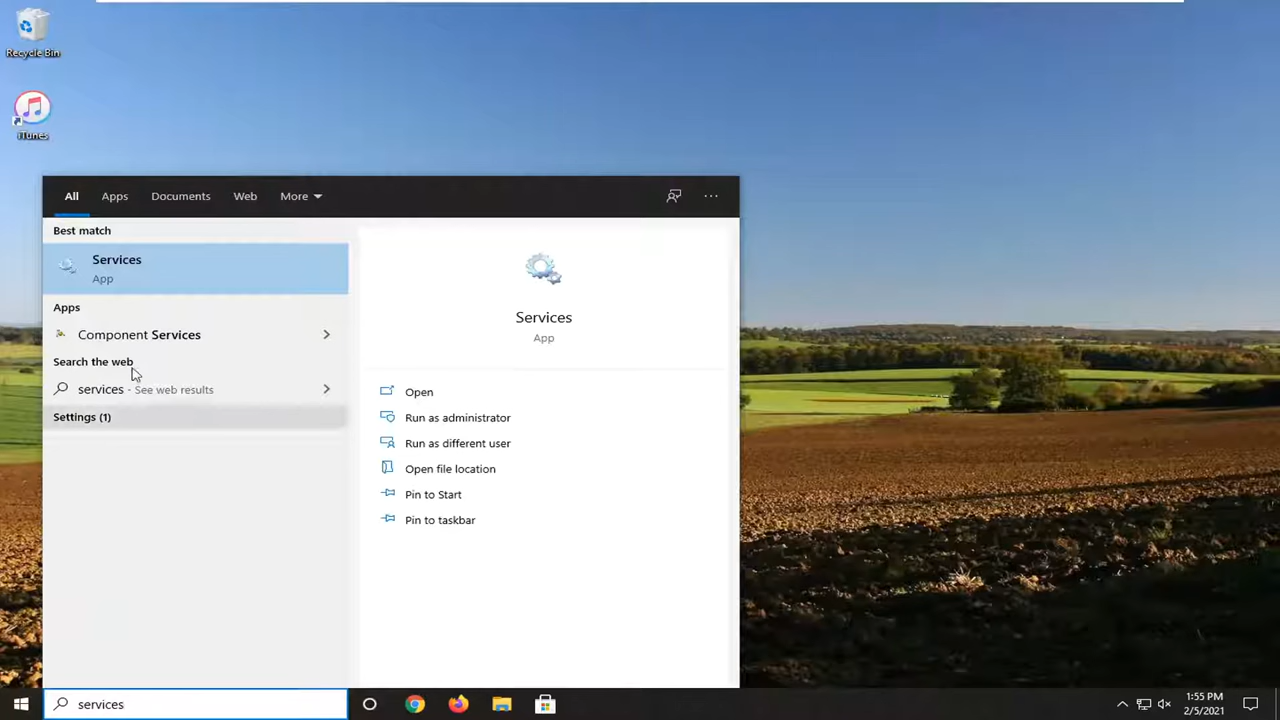 Recycle Bin
iTunes
All Apps Documents Web More
Best match
Services
App
Apps
Component Services
Search the web
services - See web results
Settings (1)
Services
App
Open
Run as administrator
Run as different user
Open file location
Pin to Start
Pin to taskbar
services
1:55 PM
2/5/2021